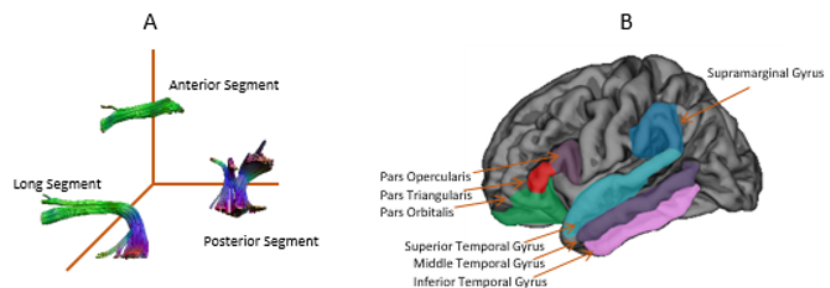 A
B
Anterior Segment
Supramarginal Gyrus
Long Segment
Posterior Segment
Pars Opercularis
Pars Triangularis
Pars Orbitalis
Superior Temporal Gyrus
Middle Temporal Gyrus
Inferior Temporal Gyrus